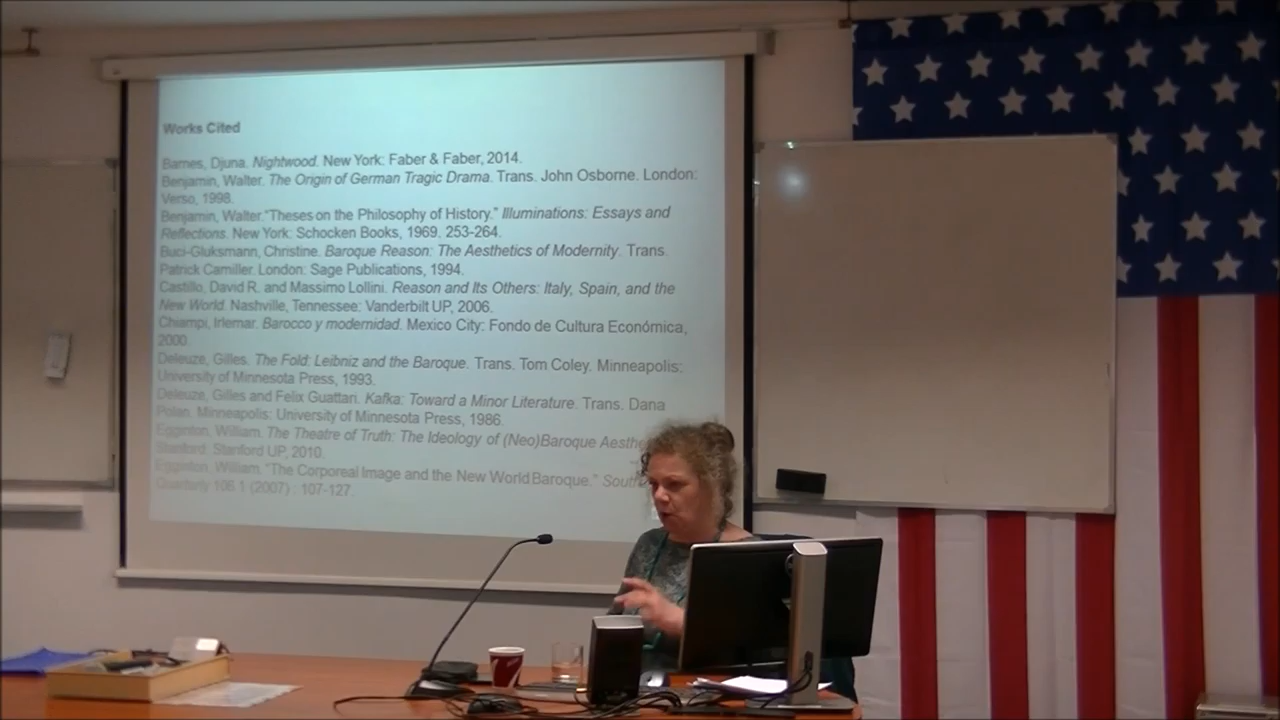 Works Cited
Barnes, Djuna. Nightwood. New York: Faber & Faber, 2014.
Benjamin, Walter. The Origin of German Tragic Drama. Trans. John Osborne. London:
Verso, 1998.
Benjamin, Walter."Theses on the Philosophy of History." Illuminations: Essays and
Reflections. New York: Schocken Books, 1969. 253-264.
Buci-Gluksmann, Christine. Baroque Reason: The Aesthetics of Modernity. Trans.
Patrick Camiller. London: Sage Publications, 1994.
Castillo, David R. and Massimo Lollini. Reason and Its Others: Italy, Spain, and the
New World. Nashville, Tennessee: Vanderbilt UP, 2006.
Chiampi, Irlemar. Barocco y modernidad. Mexico City: Fondo de Cultura Económica,
2000.
Deleuze, Gilles. The Fold: Leibniz and the Baroque. Trans. Tom Coley. Minneapolis:
University of Minnesota Press, 1993.
Deleuze, Gilles and Felix Guattari. Kafka: Toward a Minor Literature. Trans. Dana
Polan. Minneapolis: University of Minnesota Press, 1986.
Egginton, William. The Theatre of Truth: The Ideology of (Neo)Baroque Aesthe
Stanford. Stanford UP, 2010.
Egginton, William. "The Corporeal Image and the New World Baroque." South
Quarterly 106.1 (2007) : 107-127.